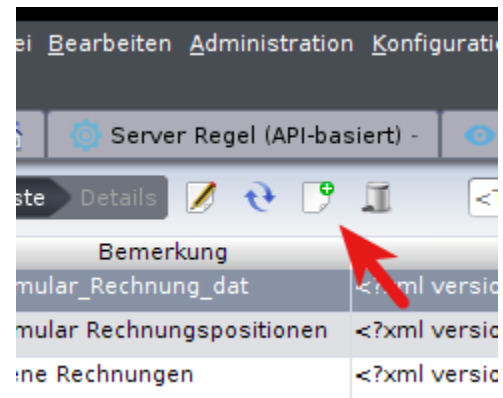 ei Bearbeiten Administration Konfiguratio
Server Regel (API-basiert) -
ste Details <?
Bemerkung
mular_Rechnung_dat <?xml versio
mular Rechnungspositionen <?xml versio
ene Rechnungen <?xml versio